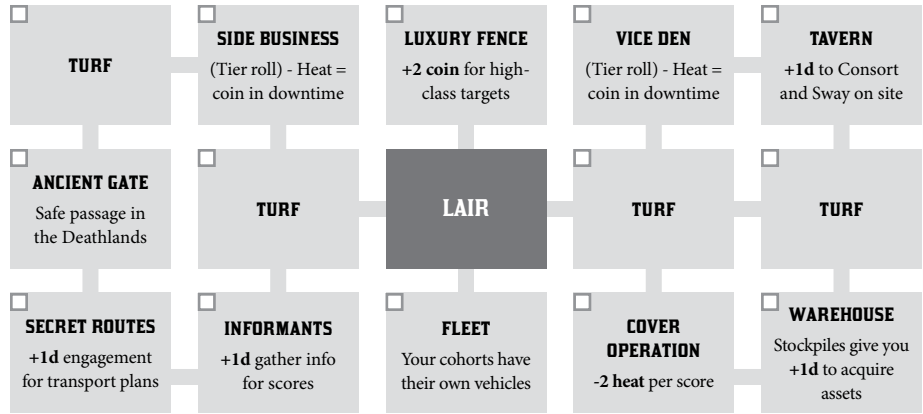 TURF
SIDE BUSINESS
(Tier roll) - Heat =
coin in downtime
LUXURY FENCE
+2 coin for high-
class targets
VICE DEN
(Tier roll) - Heat =
coin in downtime
TAVERN
+1d to Consort
and Sway on site
ANCIENT GATE
Safe passage in
the Deathlands
TURF
LAIR
TURF
TURF
SECRET ROUTES
+1d engagement
for transport plans
INFORMANTS
+1d gather info
for scores
FLEET
Your cohorts have
their own vehicles
COVER
OPERATION
-2 heat per score
WAREHOUSE
Stockpiles give you
+1d to acquire
assets